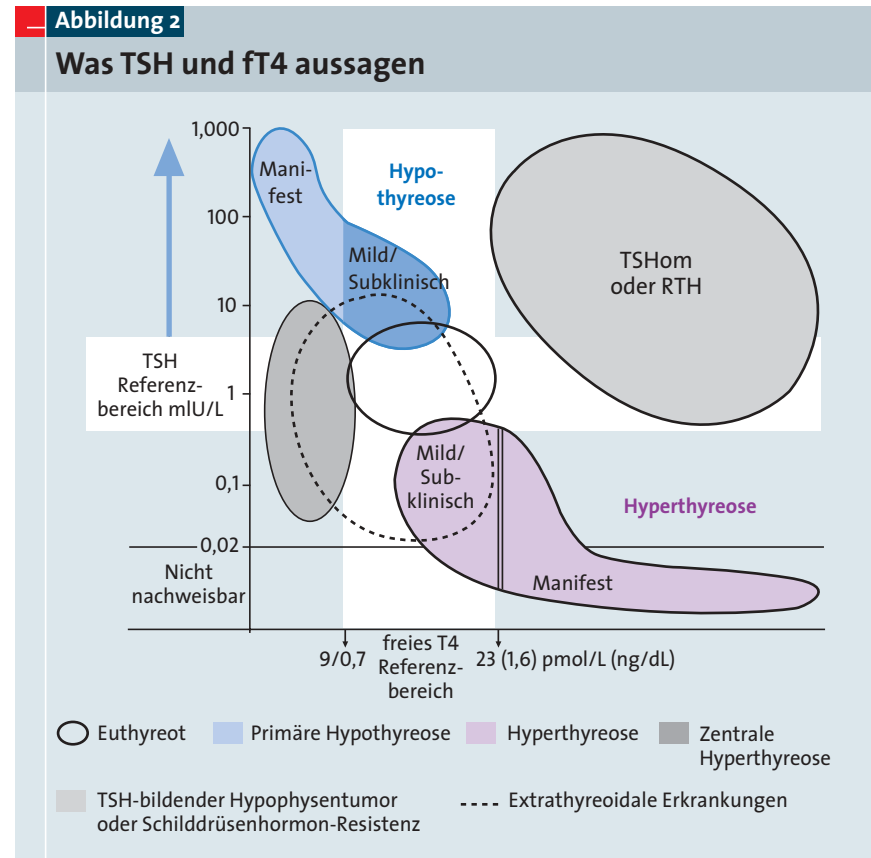 Abbildung 2
Was TSH und fT4 aussagen
1,000
100
10
1
0,1
0,02
TSH
Referenz-
bereich mlU/L
Nicht
nachweisbar
Mani-
fest
Hypo-
thyreose
Mild/
Subklinisch
TSHom
oder RTH
Mild/
Sub-
klinisch
Hyperthyreose
Manifest
9/0,7
freies T4
Referenz-
bereich
23 (1,6) pmol/L (ng/dL)
Euthyreot
Primäre Hypothyreose
Hyperthyreose
Zentrale
Hyperthyreose
TSH-bildender Hypophysentumor
oder Schilddrüsenhormon-Resistenz
Extrathyreoidale Erkrankungen